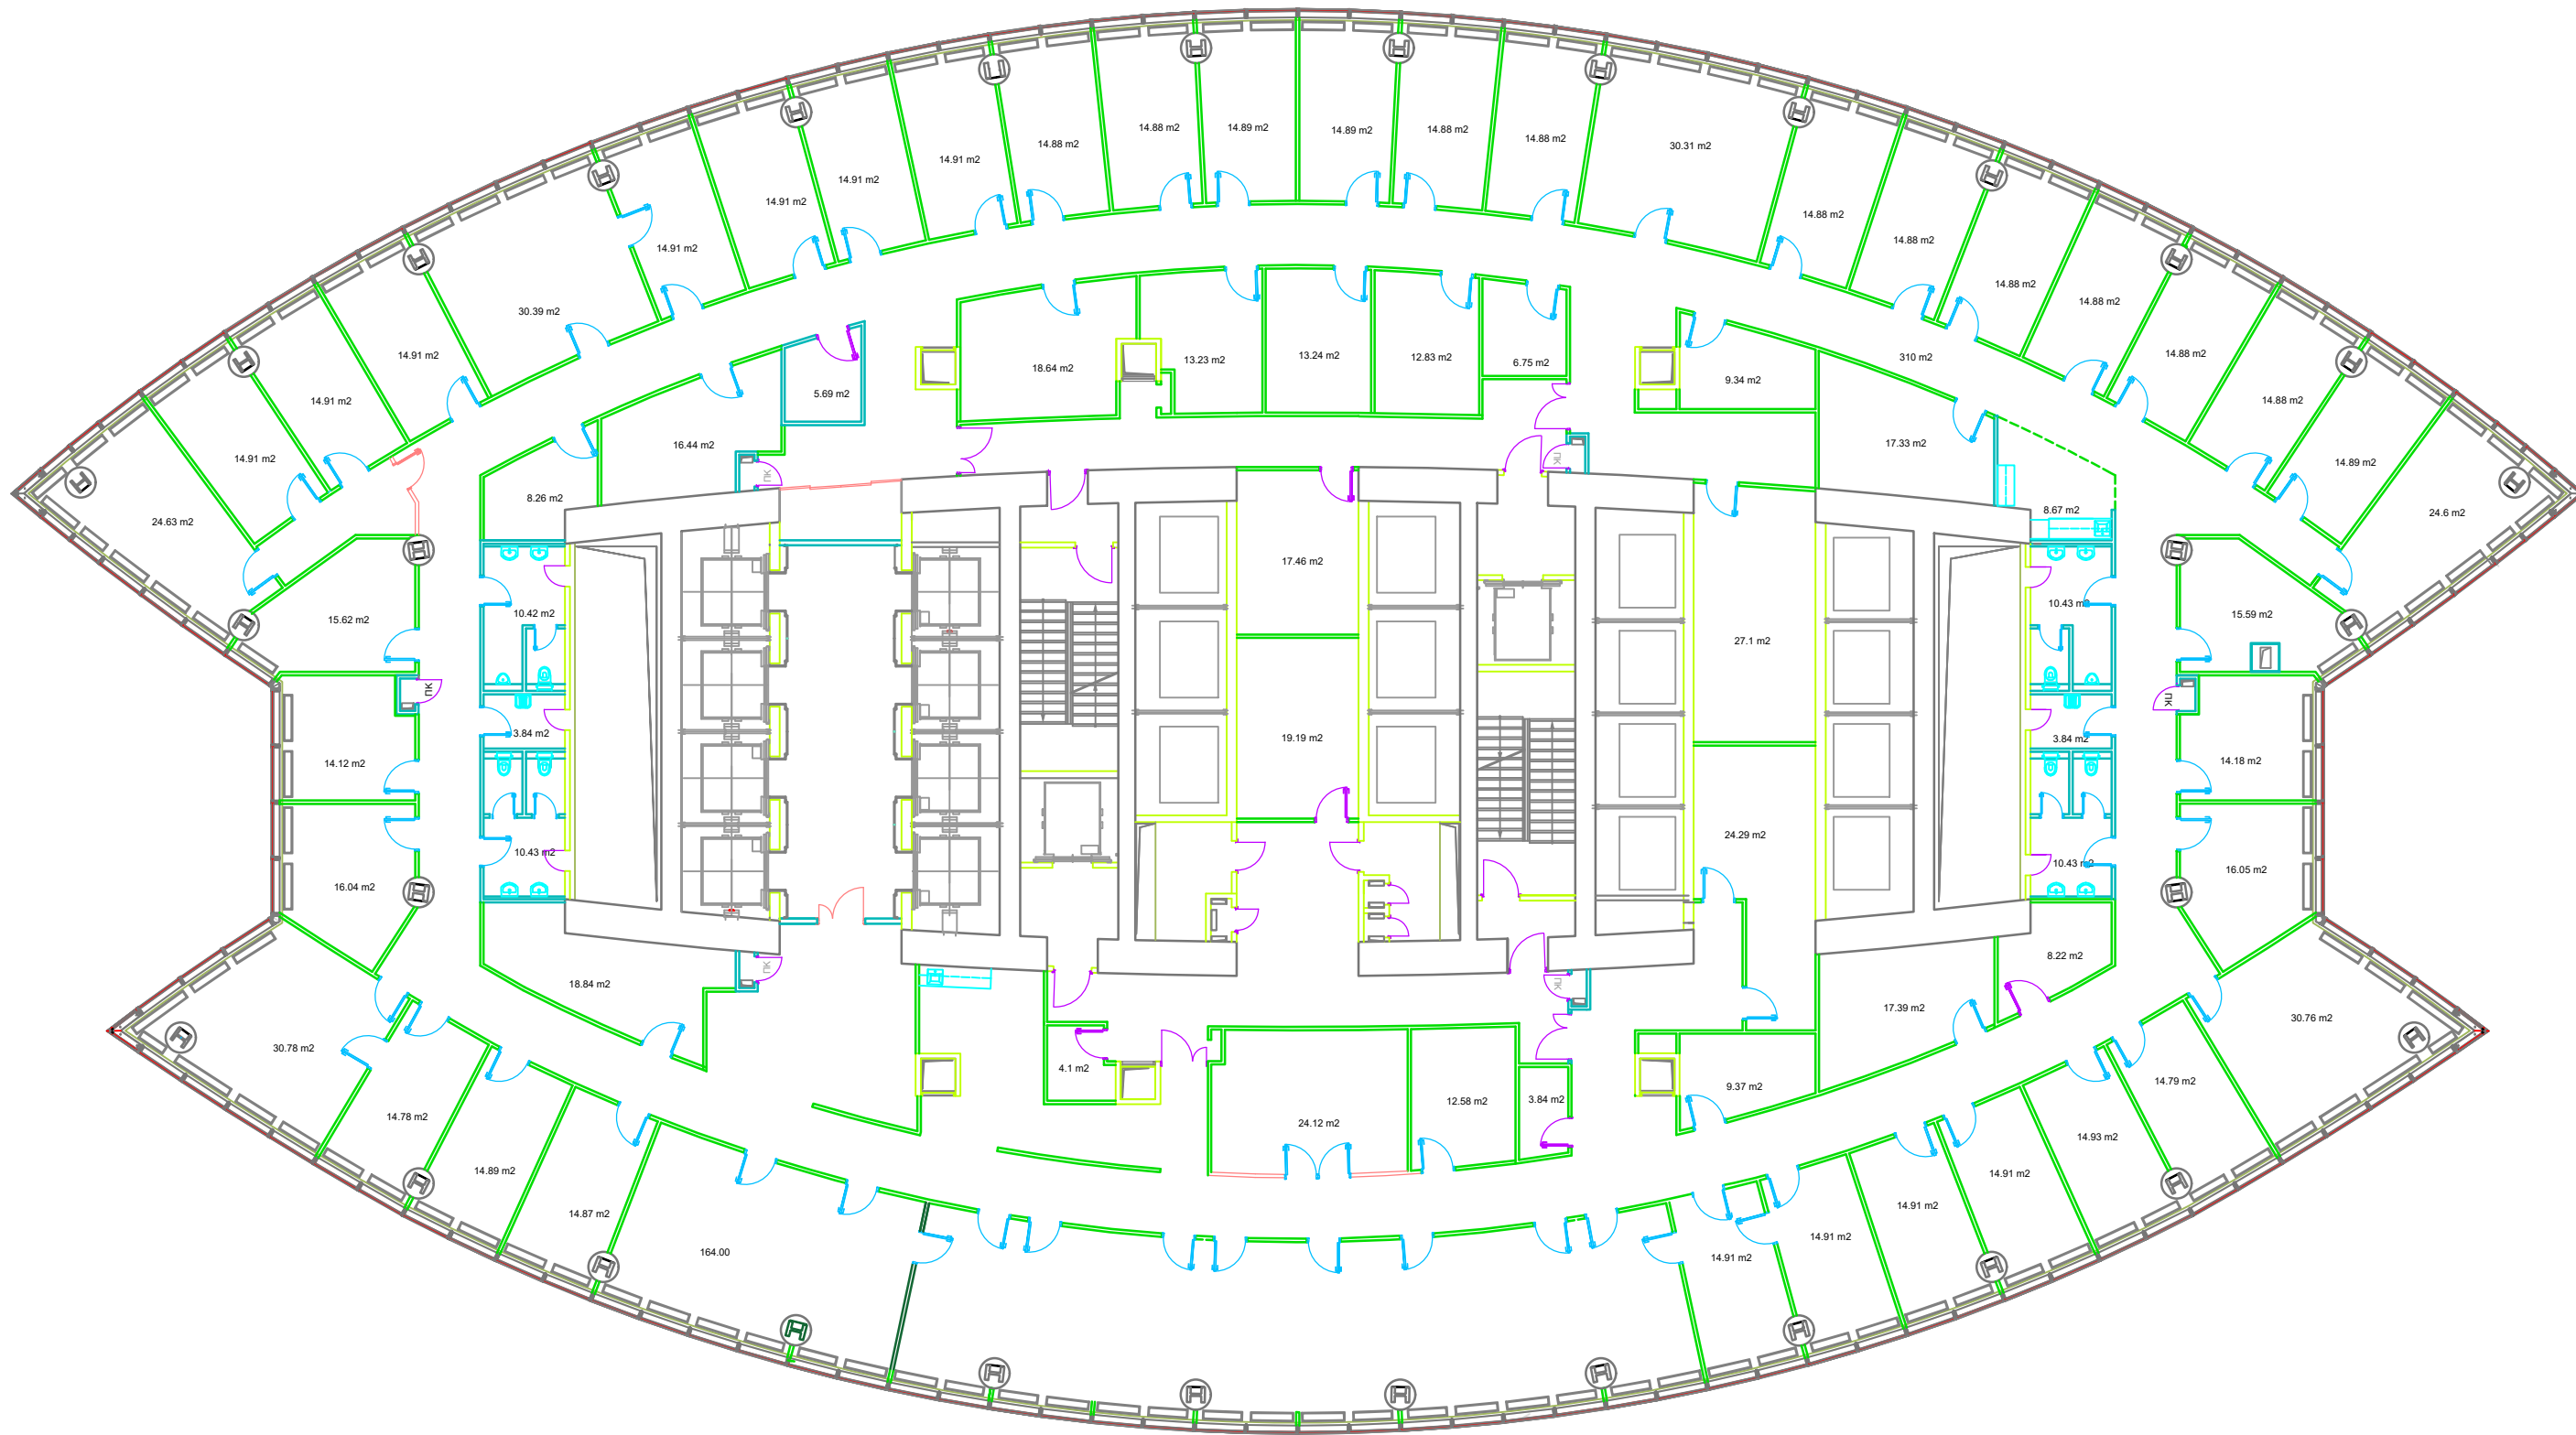 14.88 m2
14.89 m2
14.89 m2
14.88 m2
14.88 m2
14.88 m2
30.31 m2
14.91 m2
14.91 m2
14.91 m2
14.88 m2
14.91 m2
14.88 m2
14.91 m2
14.88 m2
30.39 m2
14.88 m2
14.91 m2
13.23 m2
13.24 m2
12.83 m2
310 m2
14.88 m2
18.64 m2
6.75 m2
9.34 m2
5.69 m2
14.91 m2
14.88 m2
16.44 m2
17.33 m2
14.91 m2
ПК
ПК
14.89 m2
8.26 m2
8.67 m2
24.6 m2
24.63 m2
17.46 m2
10.42 m2
10.43 m2
15.62 m2
15.59 m2
27.1 m2
ПК
ПК
3.84 m2
19.19 m2
3.84 m2
14.12 m2
14.18 m2
24.29 m2
10.43 m2
10.43 m2
16.04 m2
16.05 m2
8.22 m2
ПК
ПК
18.84 m2
17.39 m2
30.78 m2
30.76 m2
4.1 m2
14.79 m2
9.37 m2
14.78 m2
12.58 m2
3.84 m2
24.12 m2
14.93 m2
14.89 m2
14.91 m2
14.87 m2
14.91 m2
14.91 m2
164.00
14.91 m2